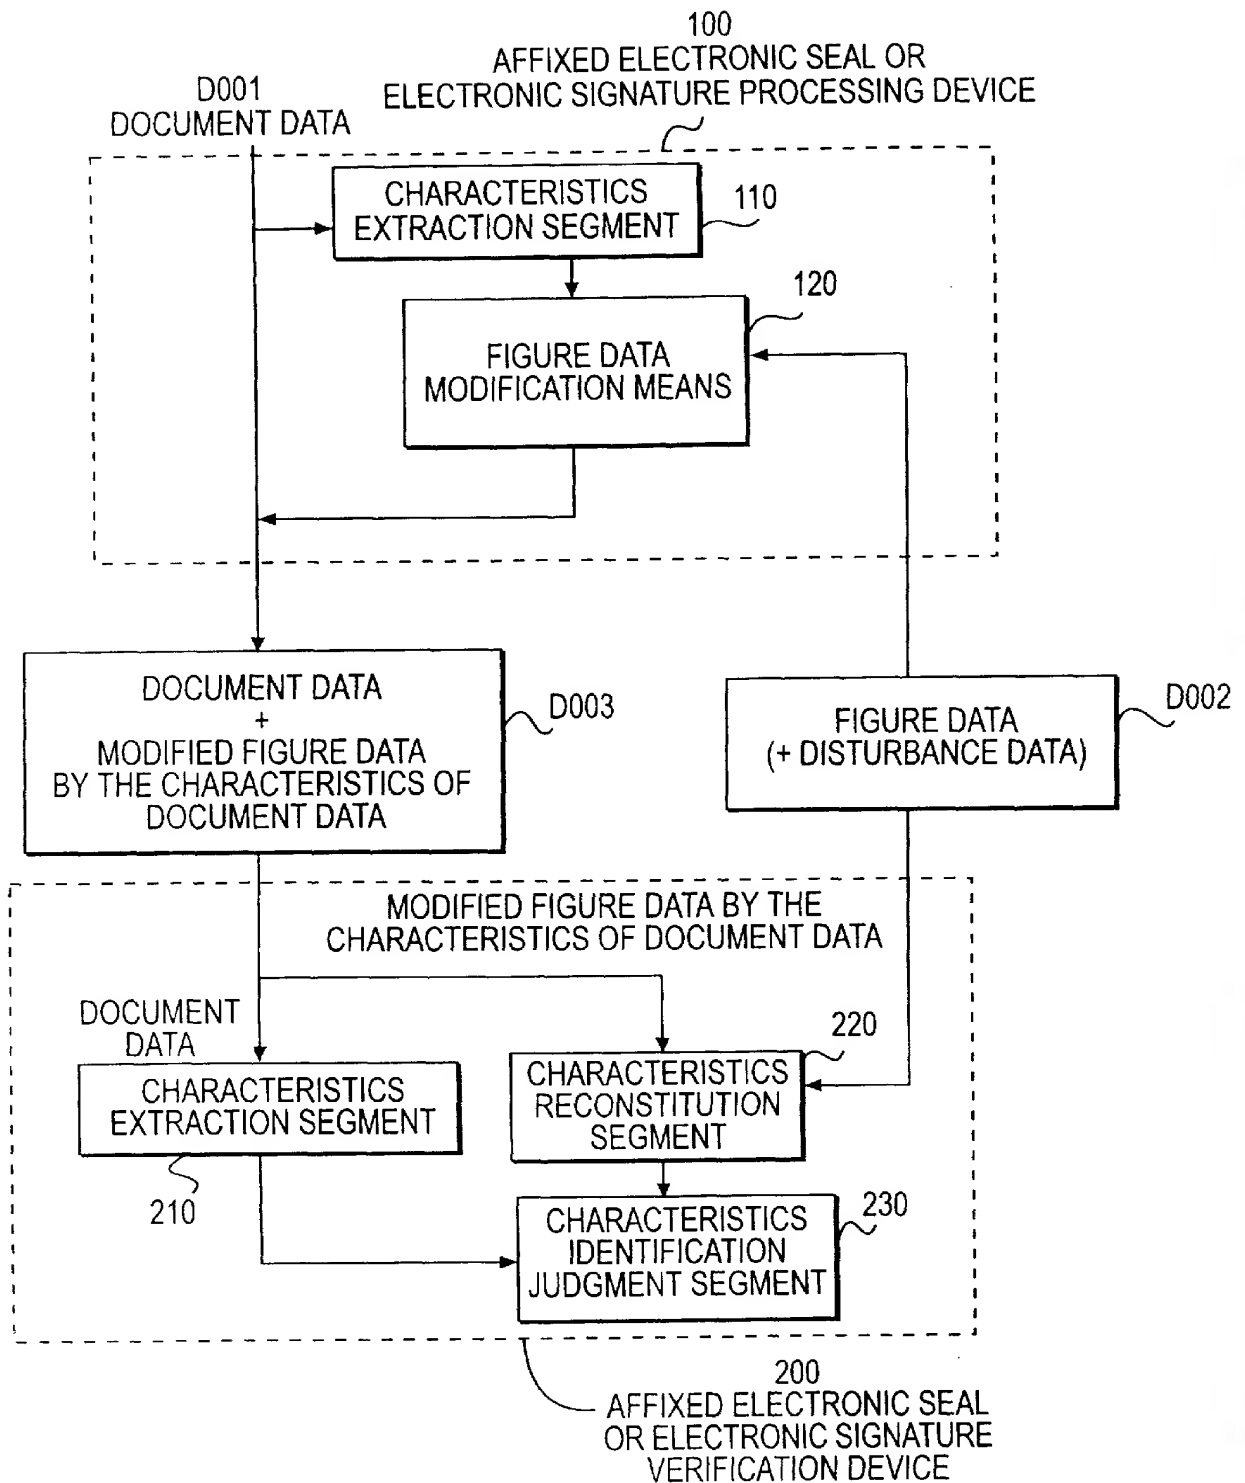 100
AFFIXED ELECTRONIC SEAL OR
ELECTRONIC SIGNATURE PROCESSING DEVICE
D001
DOCUMENT DATA
CHARACTERISTICS
EXTRACTION SEGMENT
110
120
FIGURE DATA
MODIFICATION MEANS
DOCUMENT DATA
+
MODIFIED FIGURE DATA
BY THE CHARACTERISTICS OF
DOCUMENT DATA
D003
FIGURE DATA
(+ DISTURBANCE DATA)
D002
MODIFIED FIGURE DATA BY THE
CHARACTERISTICS OF DOCUMENT DATA
DOCUMENT
DATA
CHARACTERISTICS
EXTRACTION SEGMENT
210
220
CHARACTERISTICS
RECONSTITUTION
SEGMENT
230
CHARACTERISTICS
IDENTIFICATION
JUDGMENT SEGMENT
200
AFFIXED ELECTRONIC SEAL
OR ELECTRONIC SIGNATURE
VERIFICATION DEVICE